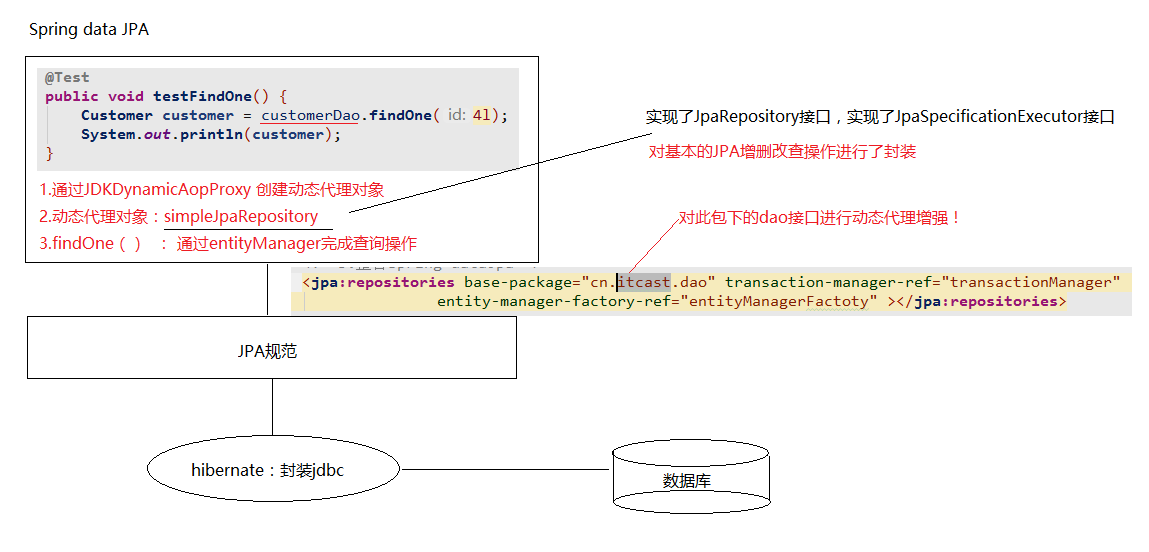 Spring data JPA
@Test
public void testFindOne() {
Customer customer = customerDao.findOne( id: 4l);
System.out.println(customer);
}
1.通过JDKDynamicAopProxy 创建动态代理对象
2.动态代理对象：simpleJpaRepository
3.findOne（ ） ： 通过entityManager完成查询操作
实现了JpaRepository接口，实现了JpaSpecificationExecutor接口
对基本的JPA增删改查操作进行了封装
对此包下的dao接口进行动态代理增强！
<jpa:repositories base-package="cn.itcast.dao" transaction-manager-ref="transactionManager"
entity-manager-factory-ref="entityManagerFactoty" ></jpa:repositories>
JPA规范
hibernate：封装jdbc
数据库